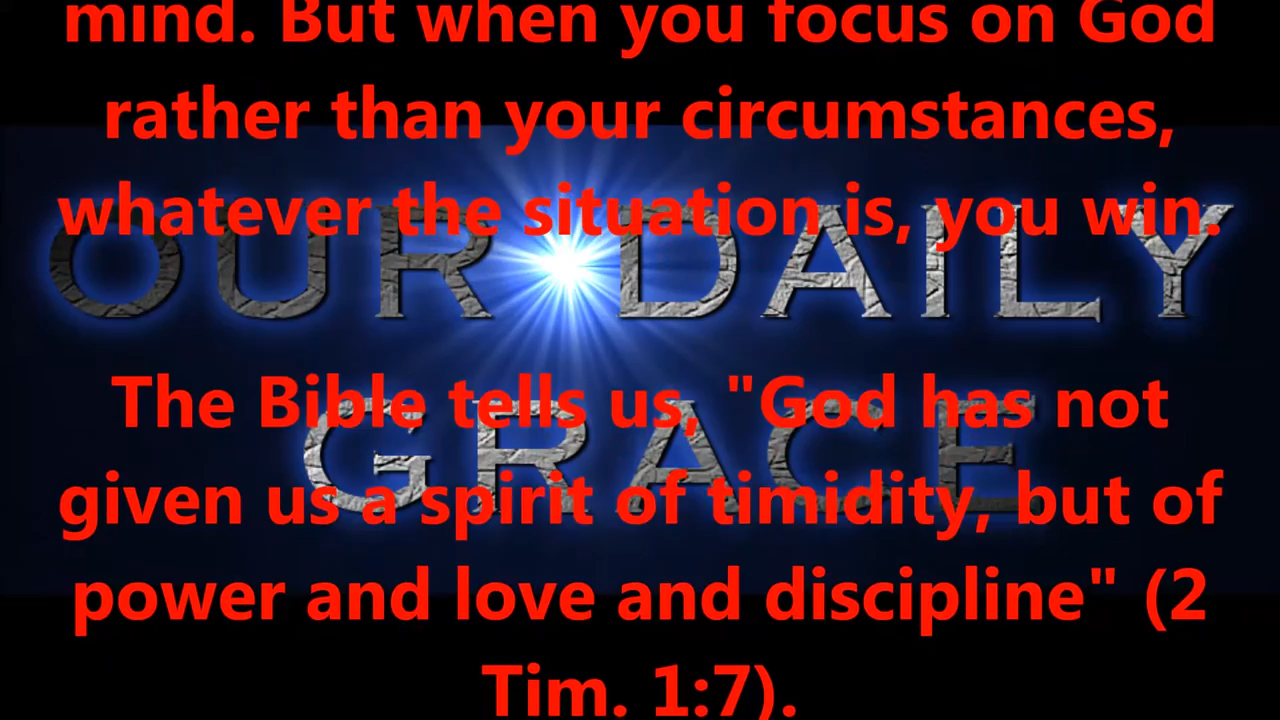 mind. But when you focus on God
rather than your circumstances,
whatever the situation is, you win.
OUR DAILY
The Bible tells us, "God has not
GRACE
given us a spirit of timidity, but of
power and love and discipline" (2
Tim. 1:7).